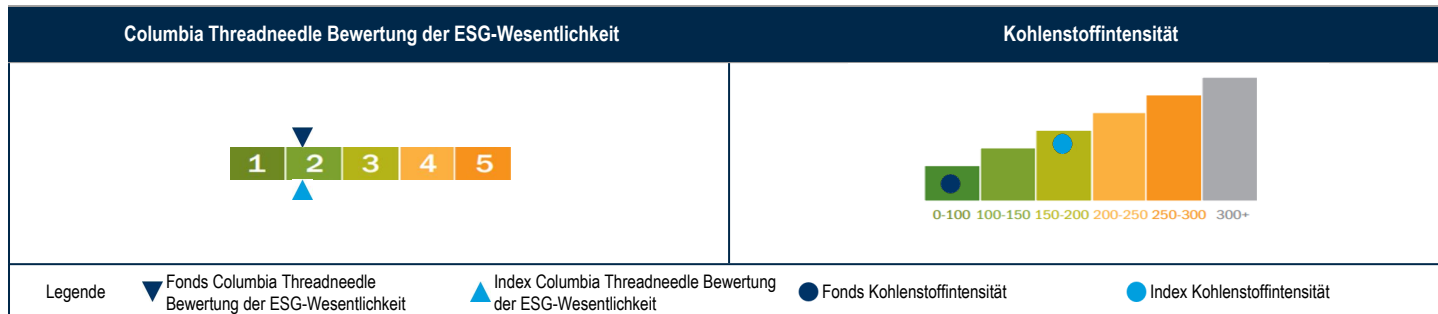 Columbia Threadneedle Bewertung der ESG-Wesentlichkeit
Kohlenstoffintensität
1 2 3 4 5
0-100 100-150 150-200 200-250 250-300 300+
Legende
Fonds Columbia Threadneedle
Bewertung der ESG-Wesentlichkeit
Index Columbia Threadneedle Bewertung
der ESG-Wesentlichkeit
Fonds Kohlenstoffintensität
Index Kohlenstoffintensität